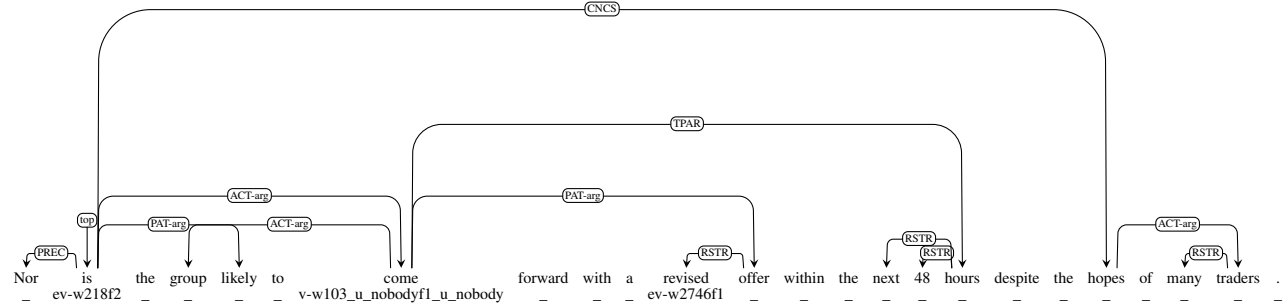 CNCS
TPAR
ACT-arg PAT-arg
top PAT-arg ACT-arg ACT-arg
RSTR
PREC RSTR RSTR RSTR
Nor is the group likely to come forward with a revised offer within the next 48 hours despite the hopes of many traders .
_ ev-w218f2 _ _ _ _ v-w103_u_nobodyf1_u_nobody _ _ _ ev-w2746f1 _ _ _ _ _ _ _ _ _ _ _ _ _